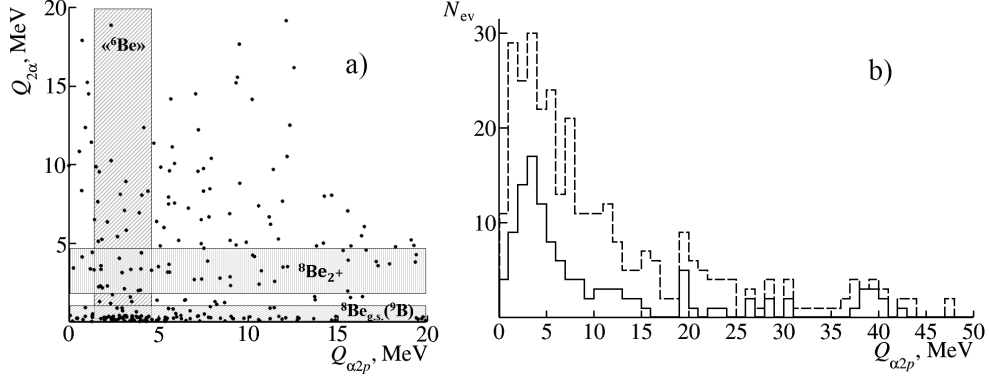 Q2α, MeV
20
15
10
5
0
«⁶Be»
a)
⁸Be₂⁺
⁸Beg.s.(⁹B)
0 5 10 15 20
Qα2p, MeV
Nev
30
20
10
b)
0 5 10 15 20 25 30 35 40 45 50
Qα2p, MeV